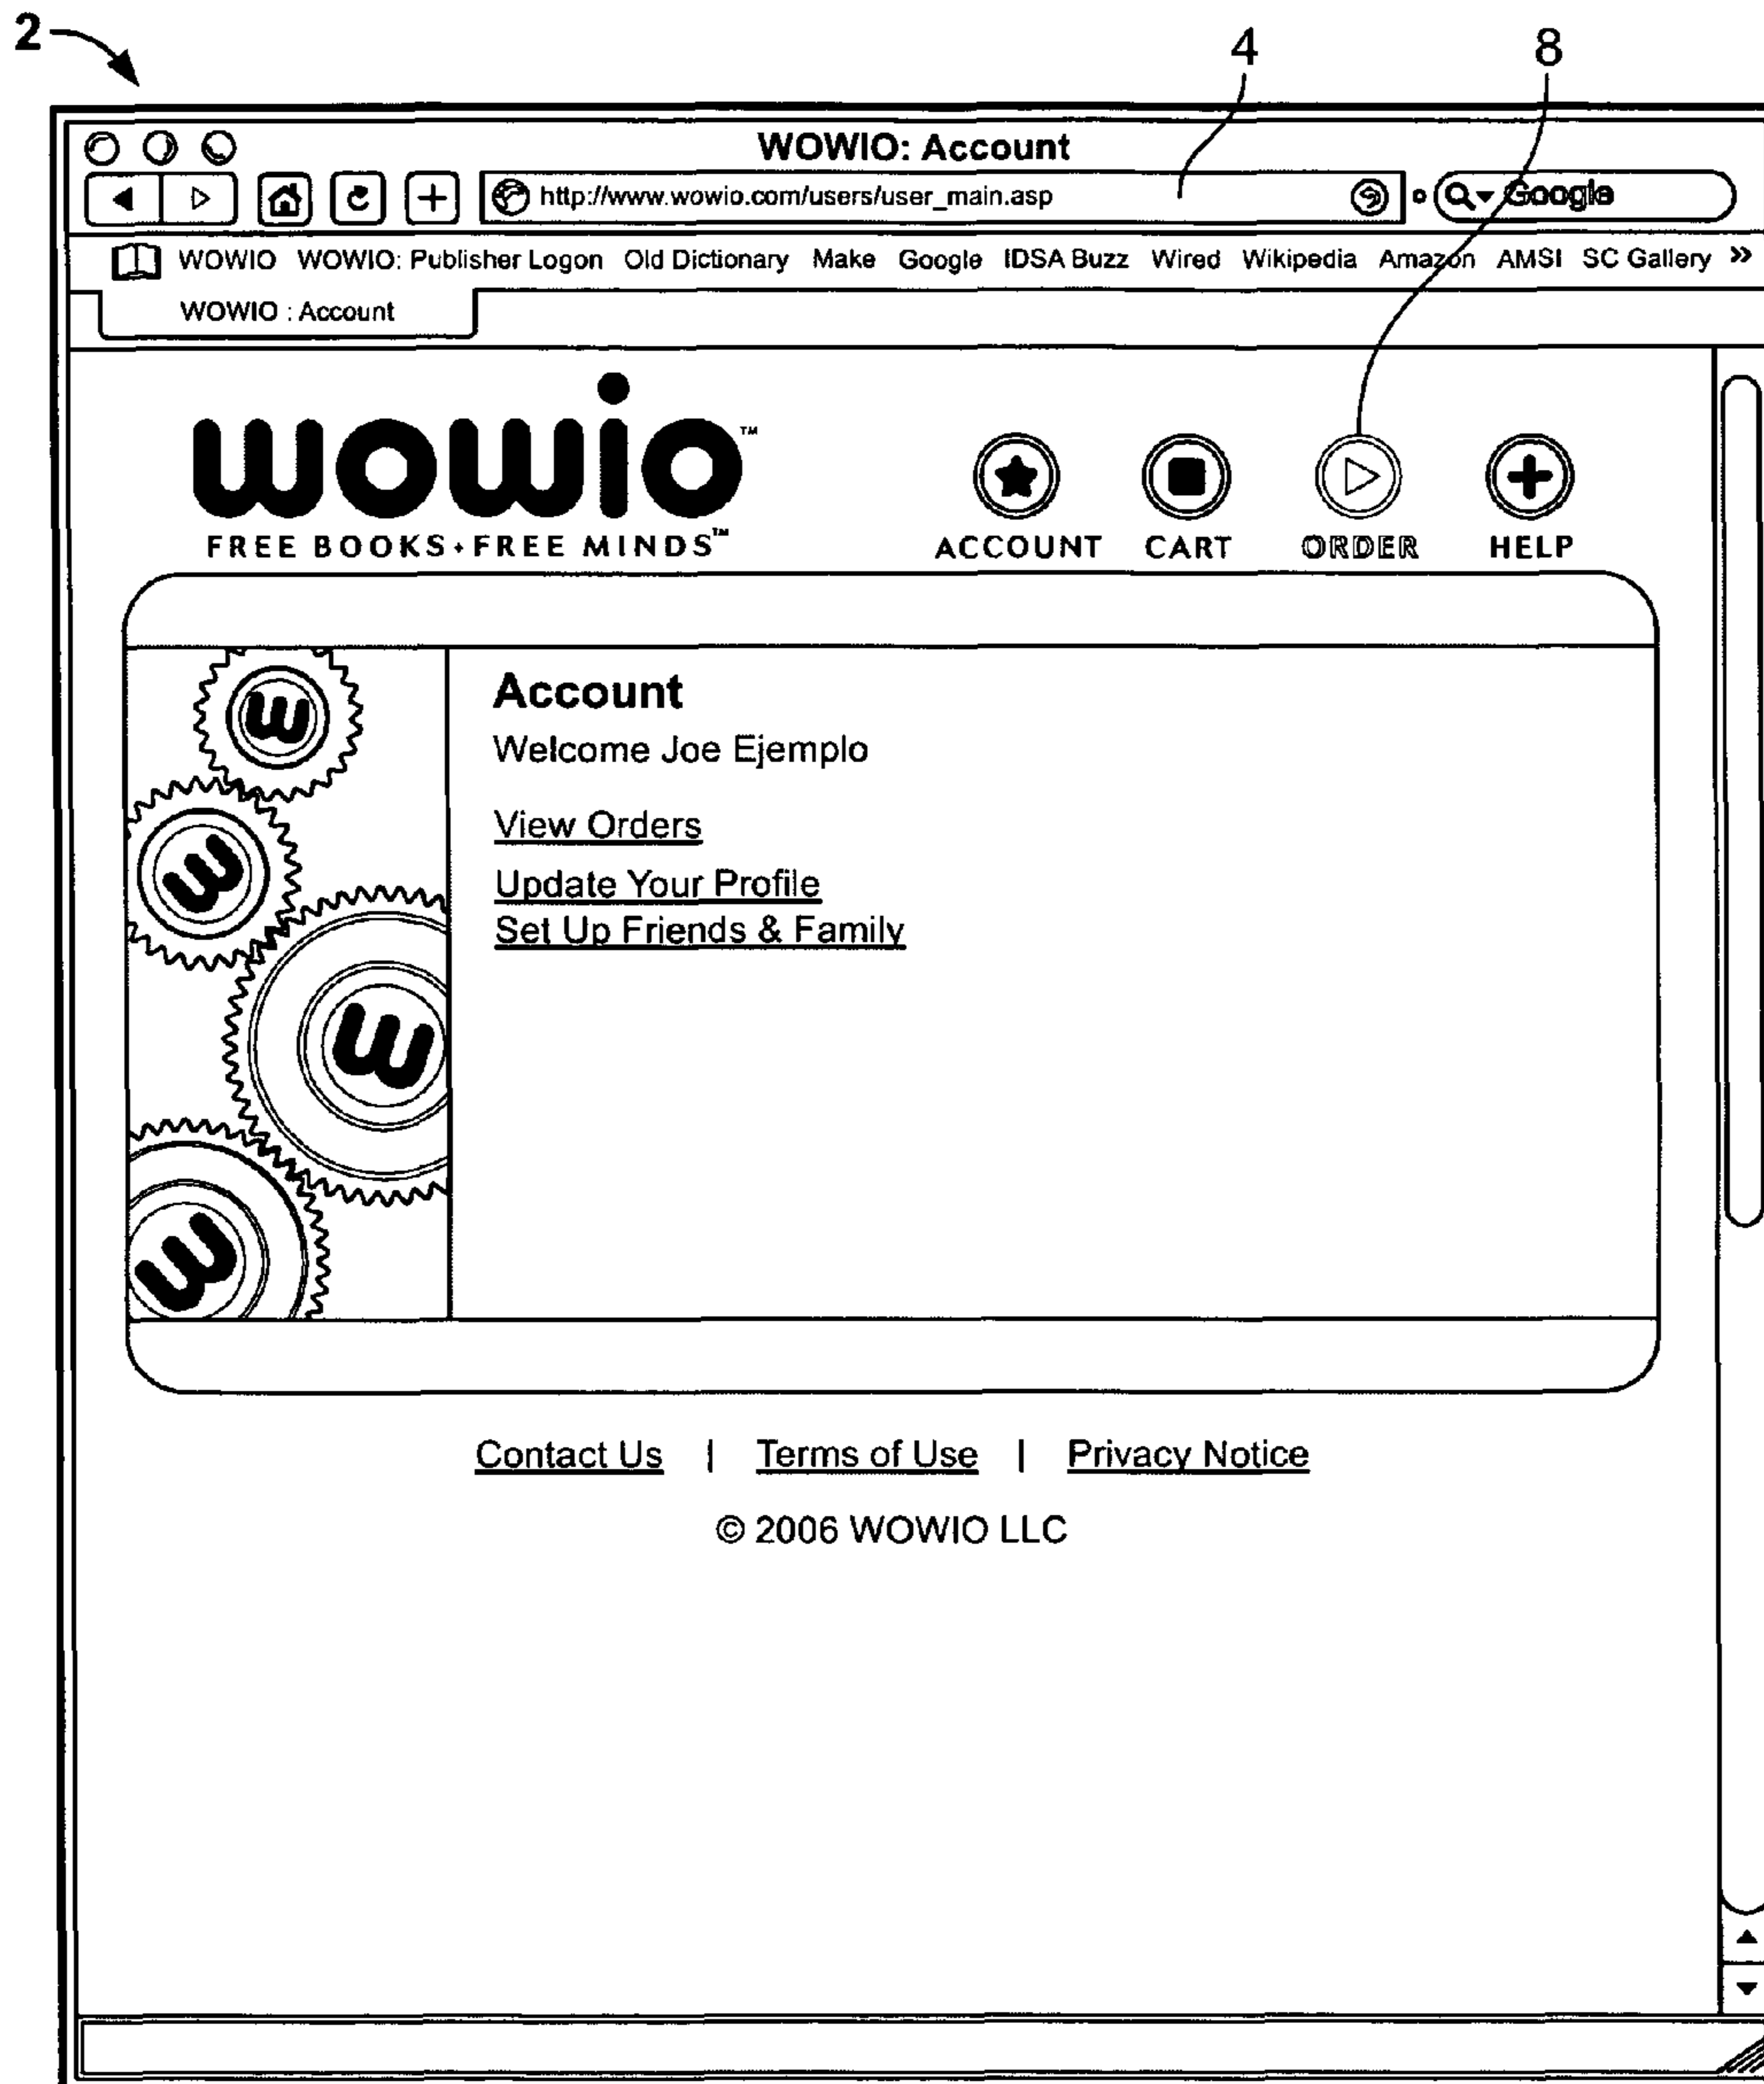 2
4 8
WOWIO: Account
http://www.wowio.com/users/user_main.asp Google
WOWIO WOWIO: Publisher Logon Old Dictionary Make Google IDSA Buzz Wired Wikipedia Amazon AMSI SC Gallery »
WOWIO : Account
wowio™
FREE BOOKS+FREE MINDS™
ACCOUNT CART ORDER HELP
Account
Welcome Joe Ejemplo
View Orders
Update Your Profile
Set Up Friends & Family
w
w
w
w
Contact Us | Terms of Use | Privacy Notice
© 2006 WOWIO LLC